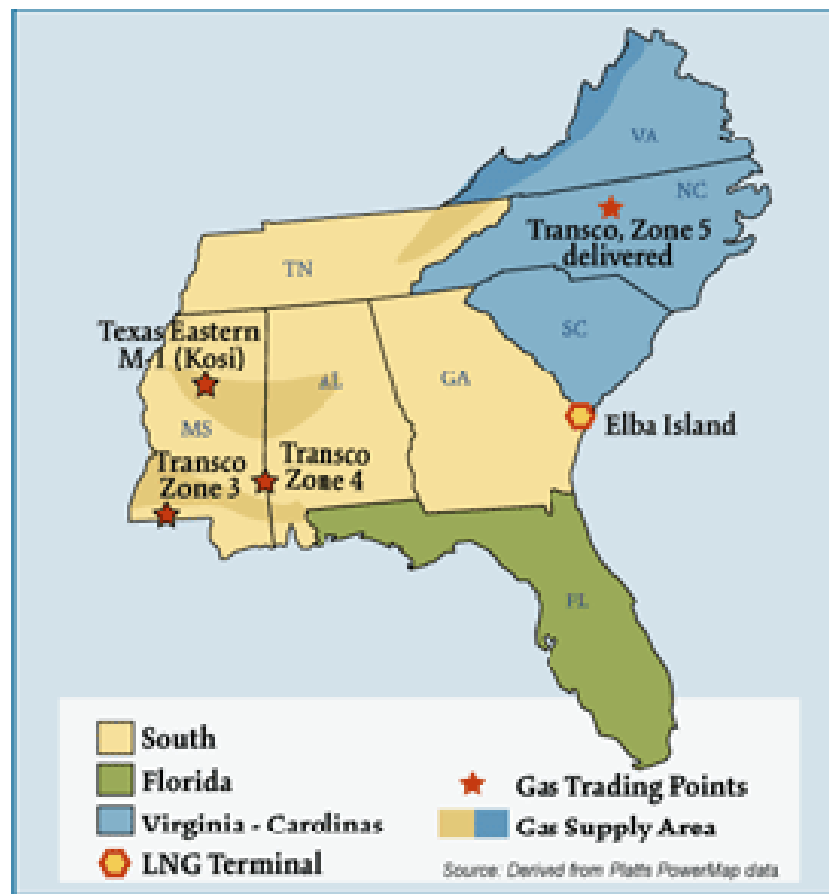 VA
NC
Transco, Zone 5
delivered
TN
SC
Texas Eastern
M-1 (Kosi)
AL
GA
MS
Elba Island
Transco
Zone 3
Transco
Zone 4
FL
South
Florida
Virginia - Carolinas
LNG Terminal
Gas Trading Points
Gas Supply Area
Source: Derived from Platts PowerMap data